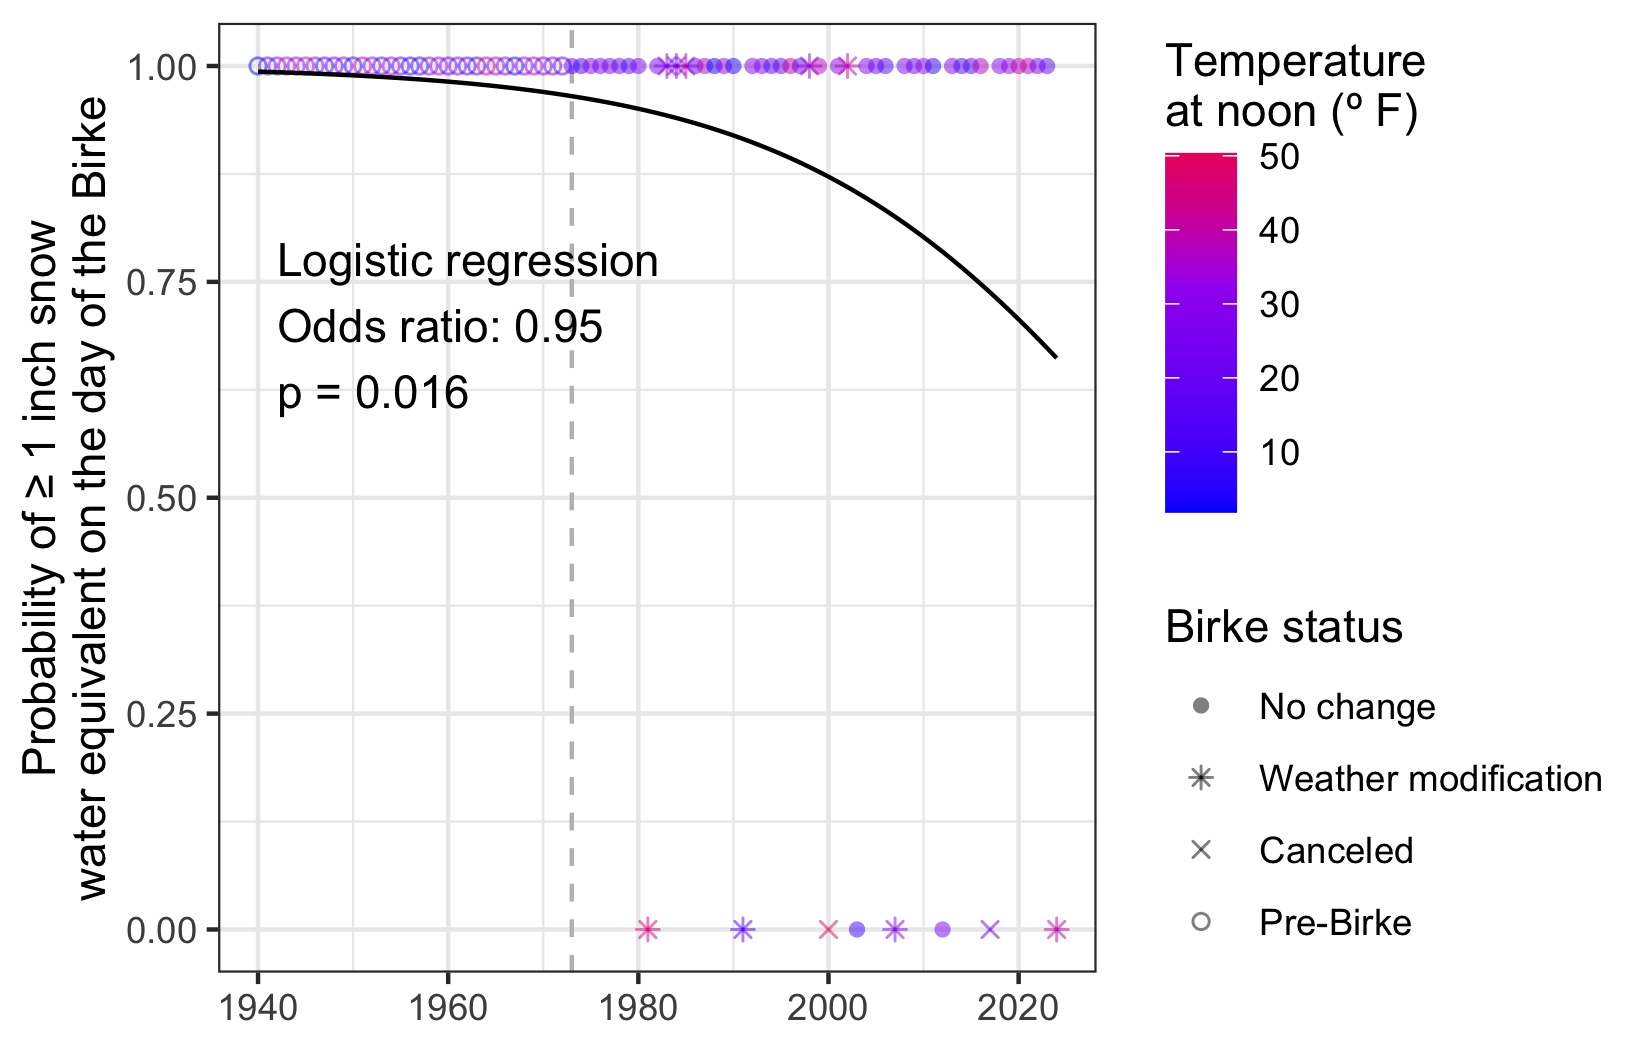 Probability of ≥ 1 inch snow
water equivalent on the day of the Birke
1.00
0.75
0.50
0.25
0.00
Logistic regression
Odds ratio: 0.95
p = 0.016
1940
1960
1980
2000
2020
Temperature
at noon (º F)
50
40
30
20
10
Birke status
No change
Weather modification
Canceled
Pre-Birke